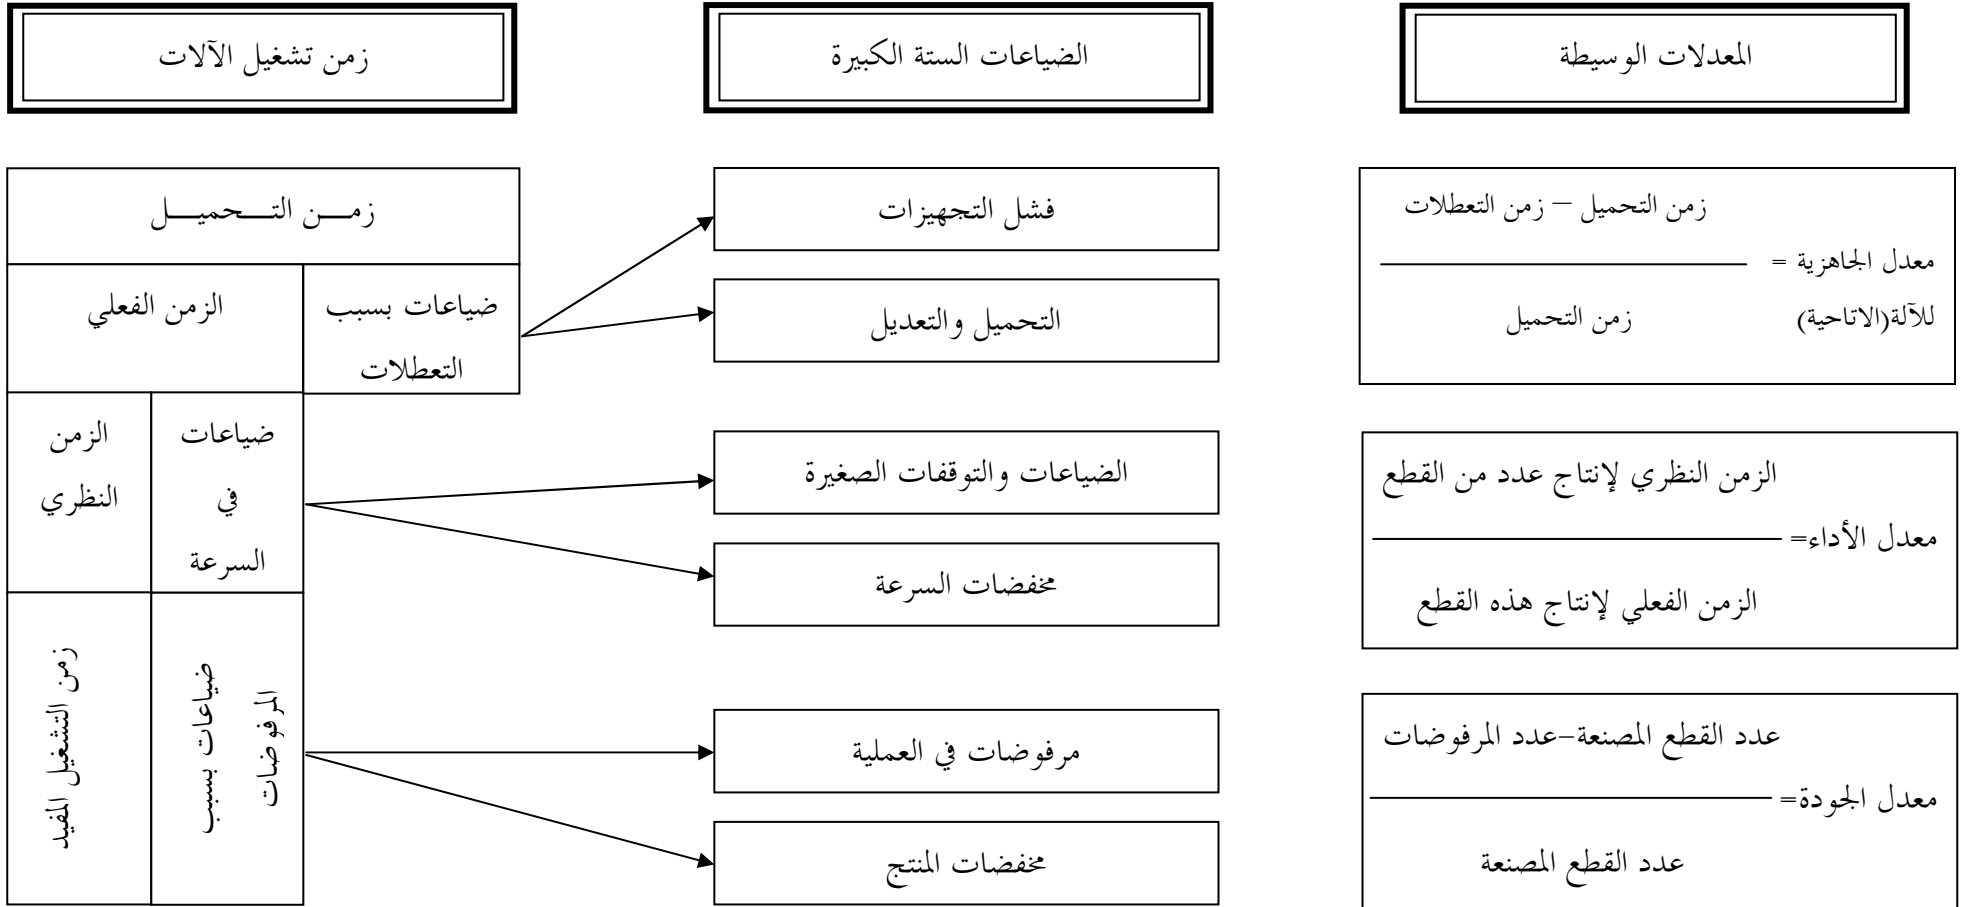 المعدلات الوسيطة
الضياعات الستة الكبيرة
زمن تشغيل الآلات
زمن التحميل – زمن التعطلات
معدل الجاهزية =
للآلة(الاتاحية)
زمن التحميل
الزمن النظري لإنتاج عدد من القطع
معدل الأداء=
الزمن الفعلي لإنتاج هذه القطع
عدد القطع المصنعة–عدد المرفوضات
معدل الجودة=
عدد القطع المصنعة
فشل التجهيزات
التحميل والتعديل
الضياعات والتوقفات الصغيرة
مخفضات السرعة
مرفوضات في العملية
مخفضات المنتج
زمـــن التـــحميـــل
ضياعات بسبب
التعطلات
الزمن الفعلي
ضياعات
في
السرعة
الزمن
النظري
ضياعات بسبب
المرفوضات
زمن التشغيل المفيد